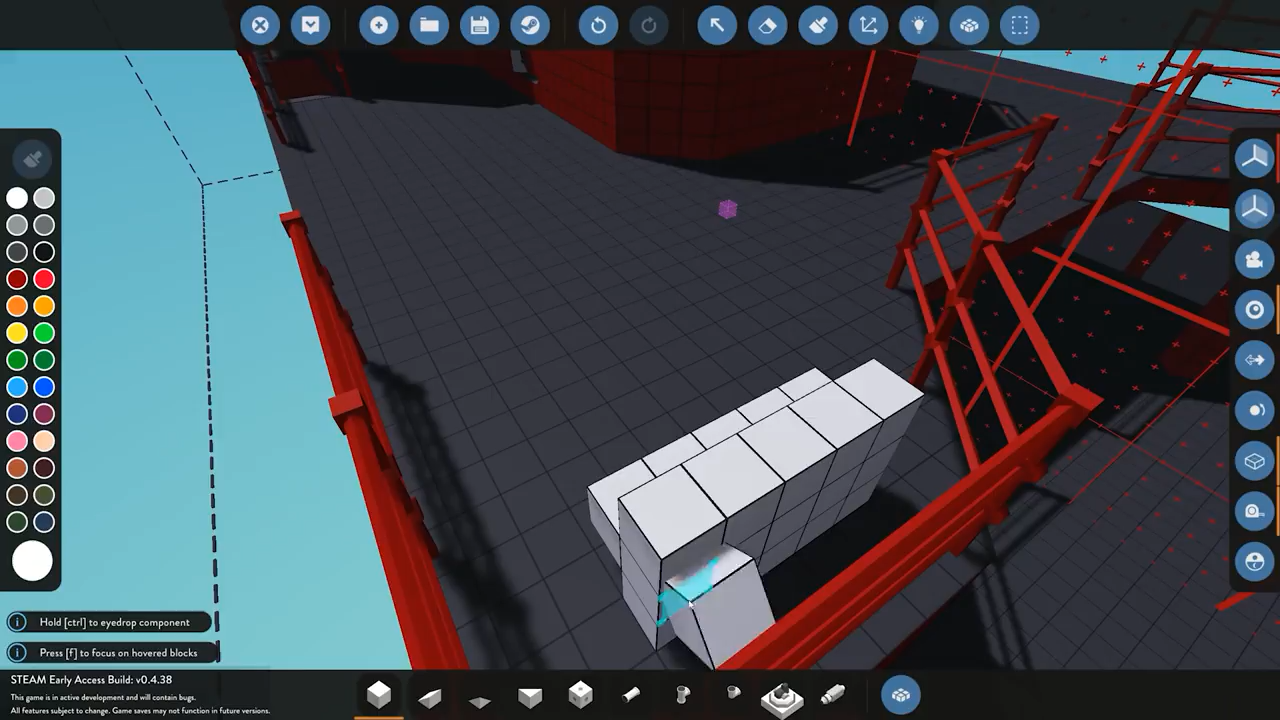 Hold [ctrl] to eyedrop component
Press [f] to focus on hovered blocks
STEAM Early Access Build: v0.4.38
This game is in active development and will contain bugs.
All features subject to change. Game saves may not function in future versions.